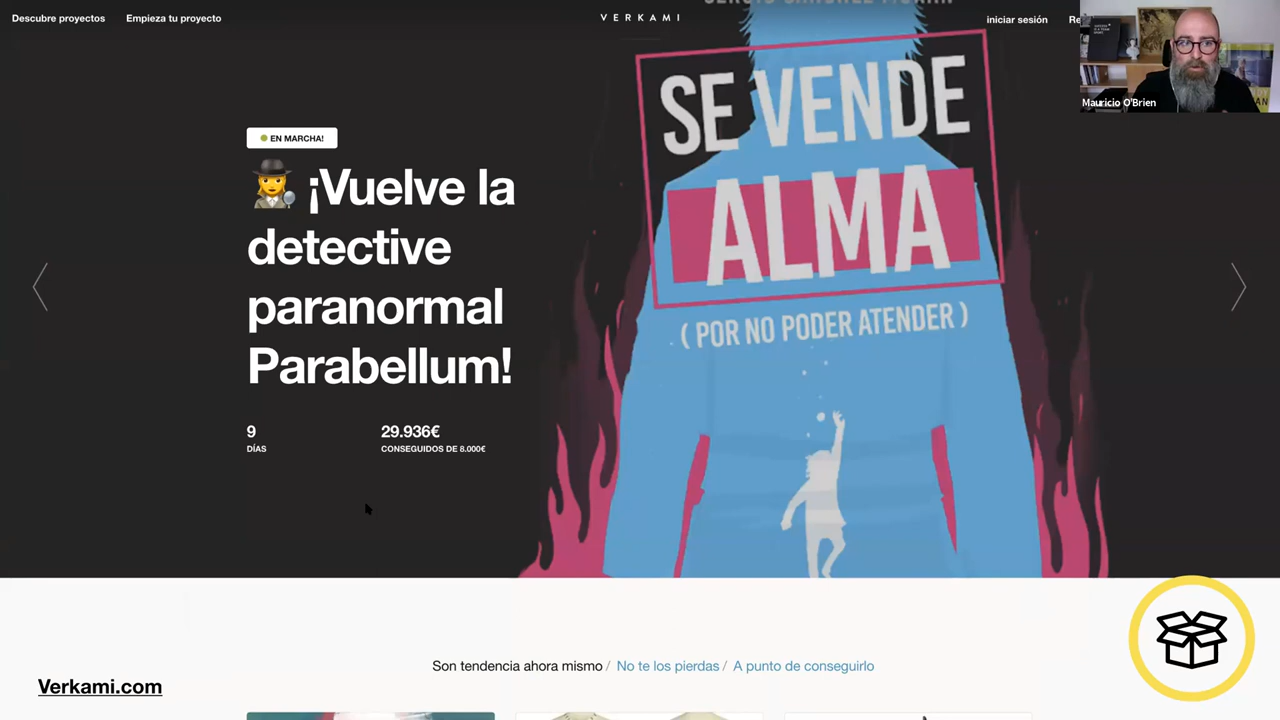 Descubre proyectos
Empieza tu proyecto
VERKAMI
iniciar sesión
SE VENDE
ALMA
( POR NO PODER ATENDER )
EN MARCHA!
¡Vuelve la
detective
paranormal
Parabellum!
9
DÍAS
29.936€
CONSEGUIDOS DE 8.000€
Mauricio O'Brien
Son tendencia ahora mismo / No te los pierdas / A punto de conseguirlo
Verkami.com